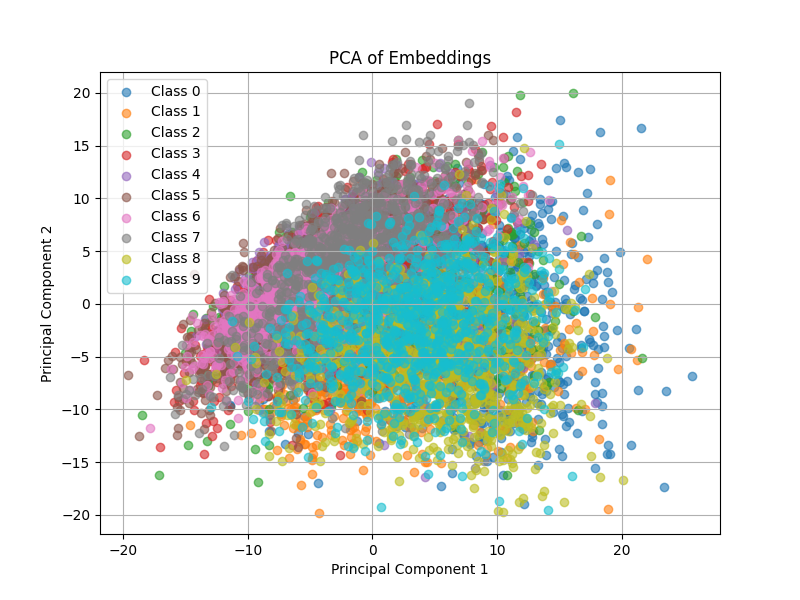 PCA of Embeddings
Class 0
Class 1
Class 2
Class 3
Class 4
Class 5
Class 6
Class 7
Class 8
Class 9
20
15
10
5
0
−5
−10
−15
−20
Principal Component 2
−20 −10 0 10 20
Principal Component 1